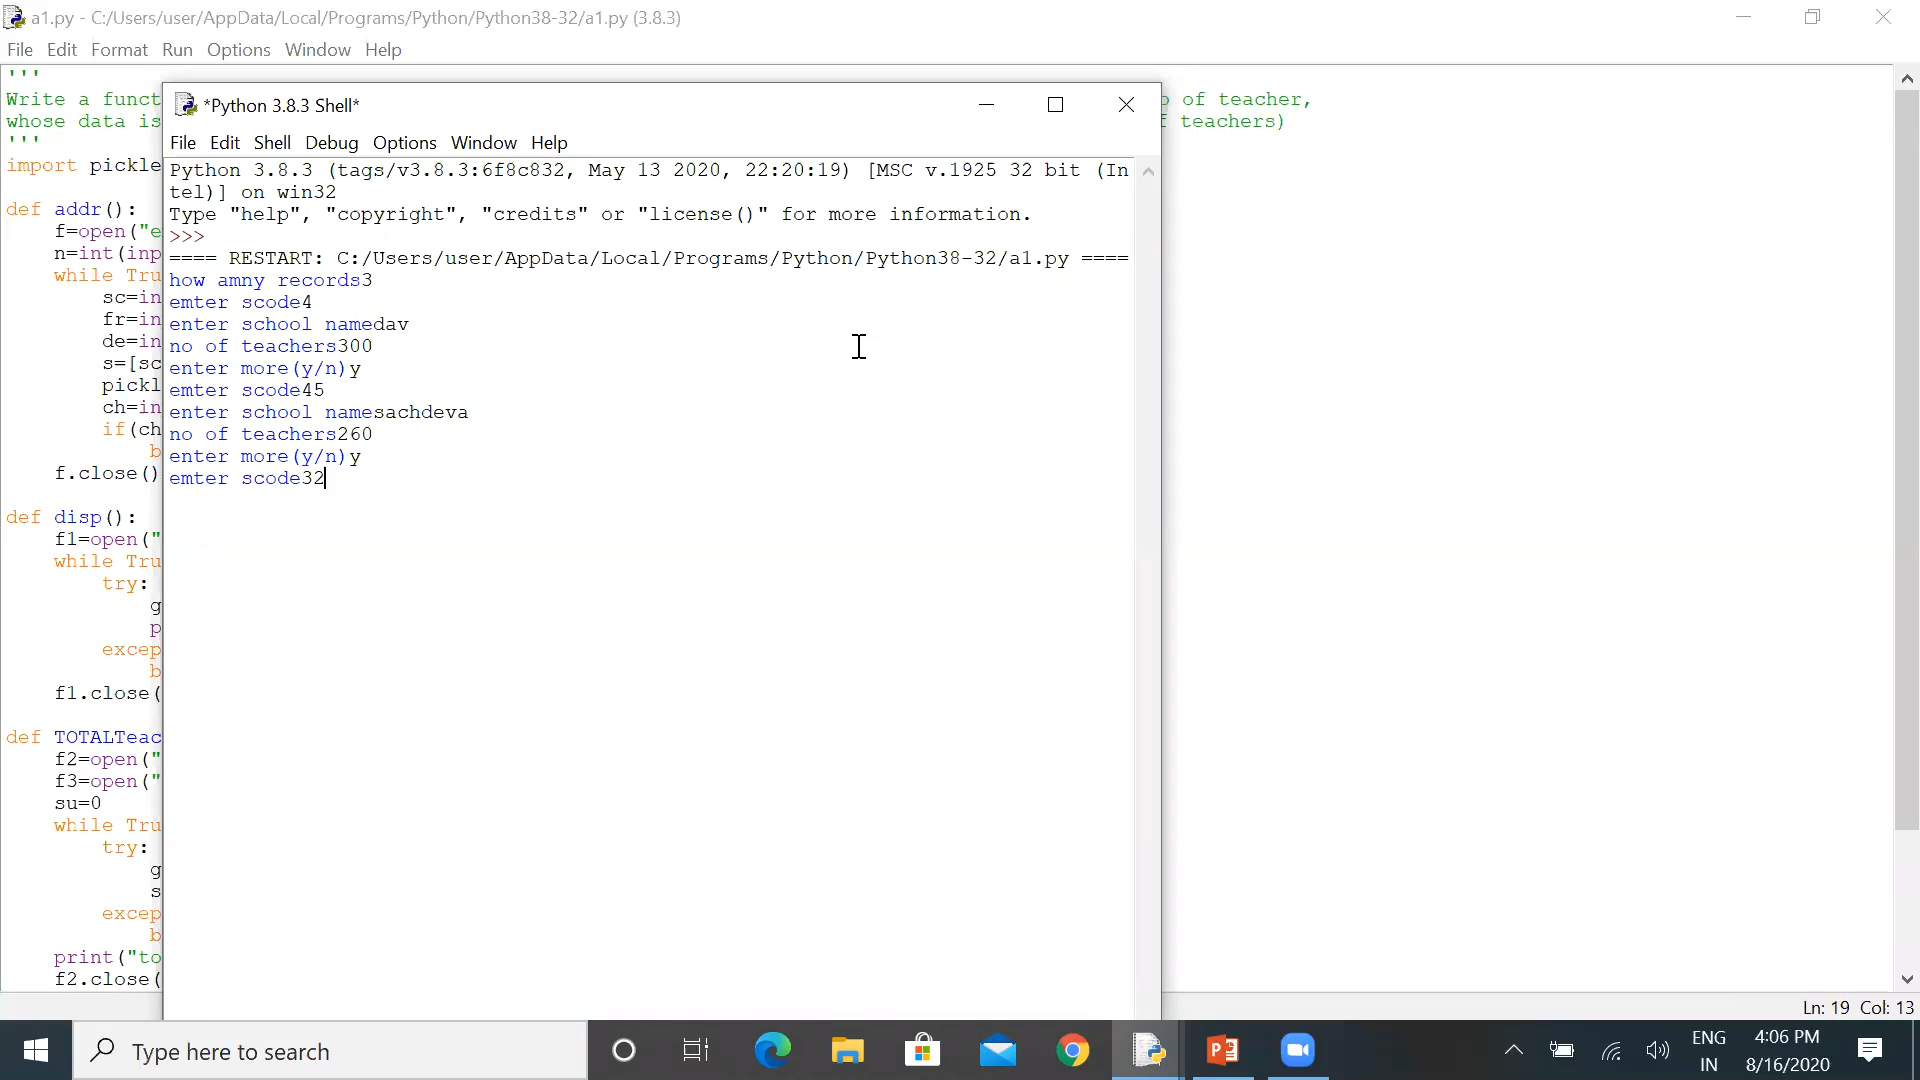 a1.py - C:/Users/user/AppData/Local/Programs/Python/Python38-32/a1.py (3.8.3)
File Edit Format Run Options Window Help
'''
Write a funct
of teacher,
whose data is
teachers)
'''
import pickle
def addr():
f=open("e
n=int(inp
while Tru
sc=in
fr=in
de=in
s=[sc
pickl
ch=in
if(ch
b
f.close()
def disp():
f1=open("
while Tru
try:
g
p
excep
b
f1.close(
def TOTALTeac
f2=open("
f3=open("
su=0
while Tru
try:
g
s
excep
b
print("to
f2.close(
*Python 3.8.3 Shell*
File Edit Shell Debug Options Window Help
Python 3.8.3 (tags/v3.8.3:6f8c832, May 13 2020, 22:20:19) [MSC v.1925 32 bit (In
tel)] on win32
Type "help", "copyright", "credits" or "license()" for more information.
>>>
==== RESTART: C:/Users/user/AppData/Local/Programs/Python/Python38-32/a1.py ====
how amny records3
emter scode4
enter school namedav
no of teachers300
enter more(y/n)y
emter scode45
enter school namesachdeva
no of teachers260
enter more(y/n)y
emter scode32
Ln: 19 Col: 13
Type here to search
ENG
IN
4:06 PM
8/16/2020